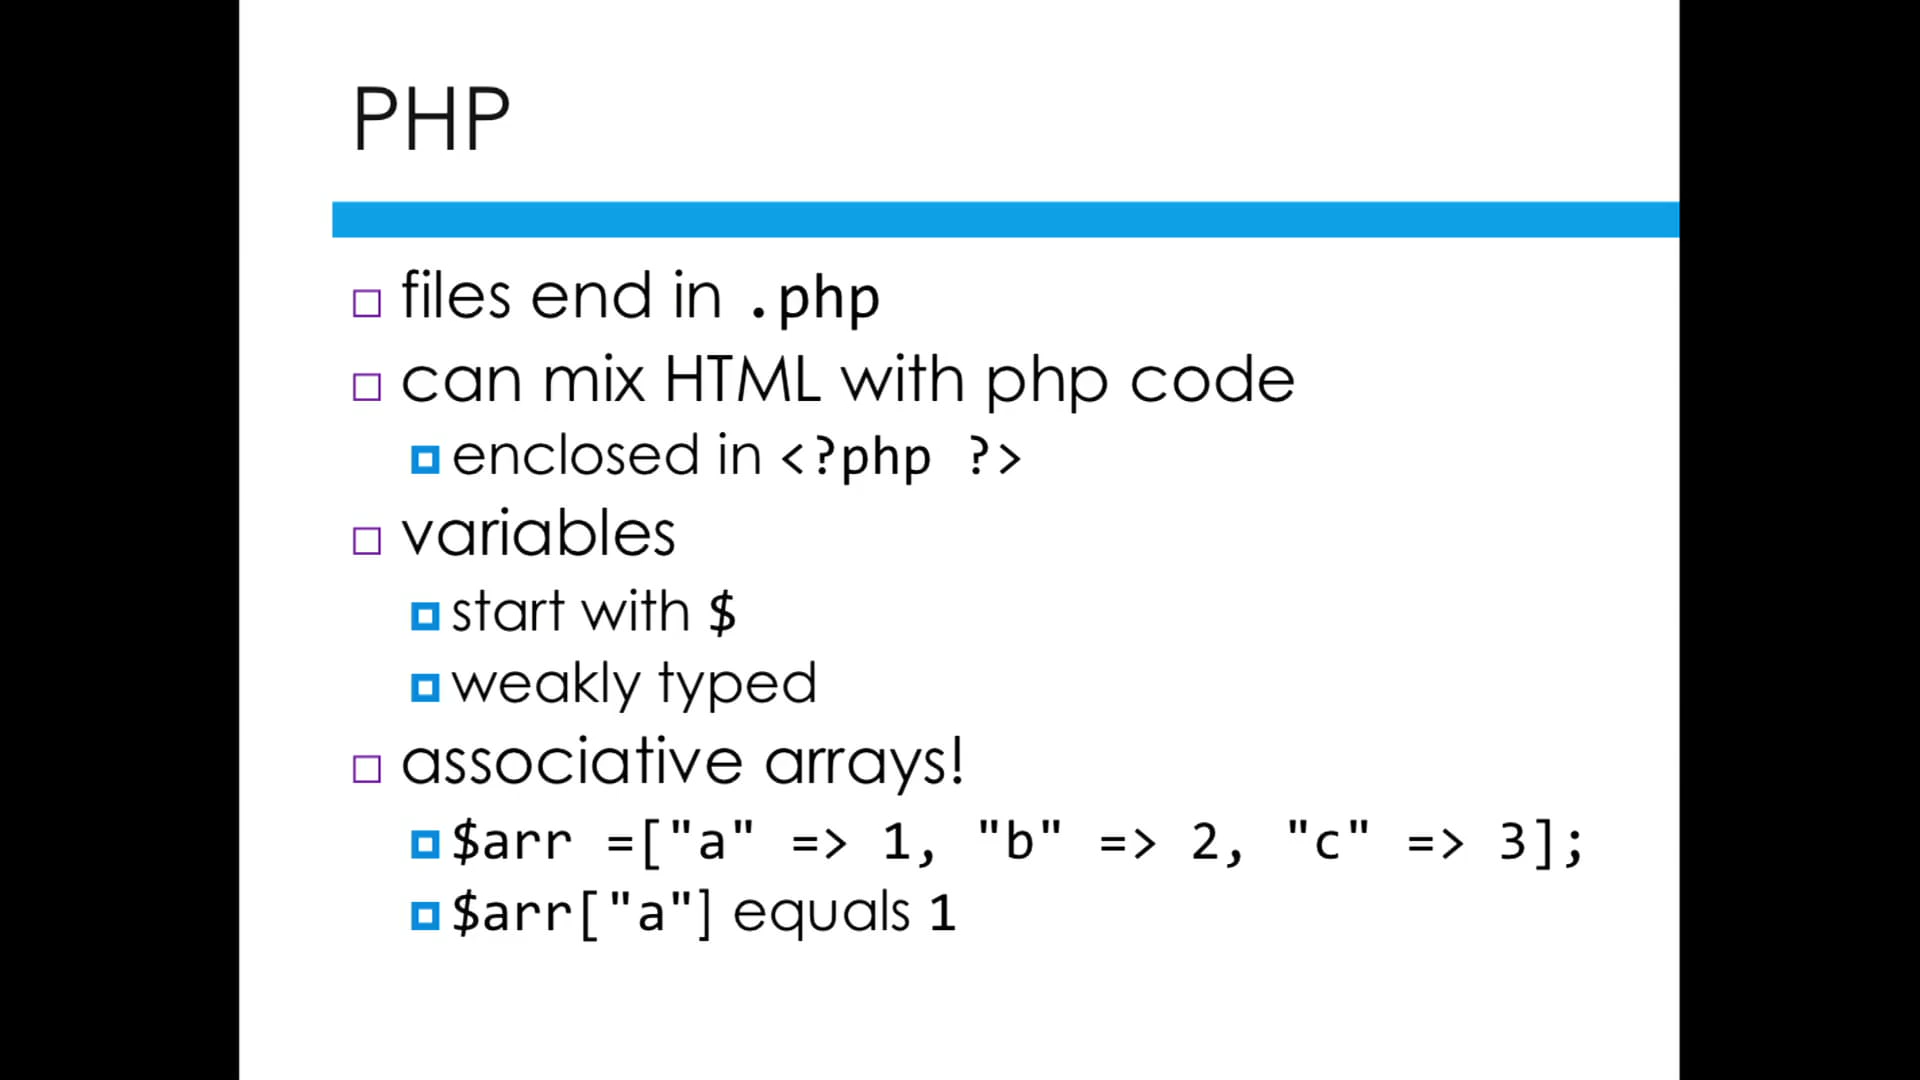 PHP
files end in .php
can mix HTML with php code
enclosed in <?php ?>
variables
start with $
weakly typed
associative arrays!
$arr =["a" => 1, "b" => 2, "c" => 3];
$arr["a"] equals 1